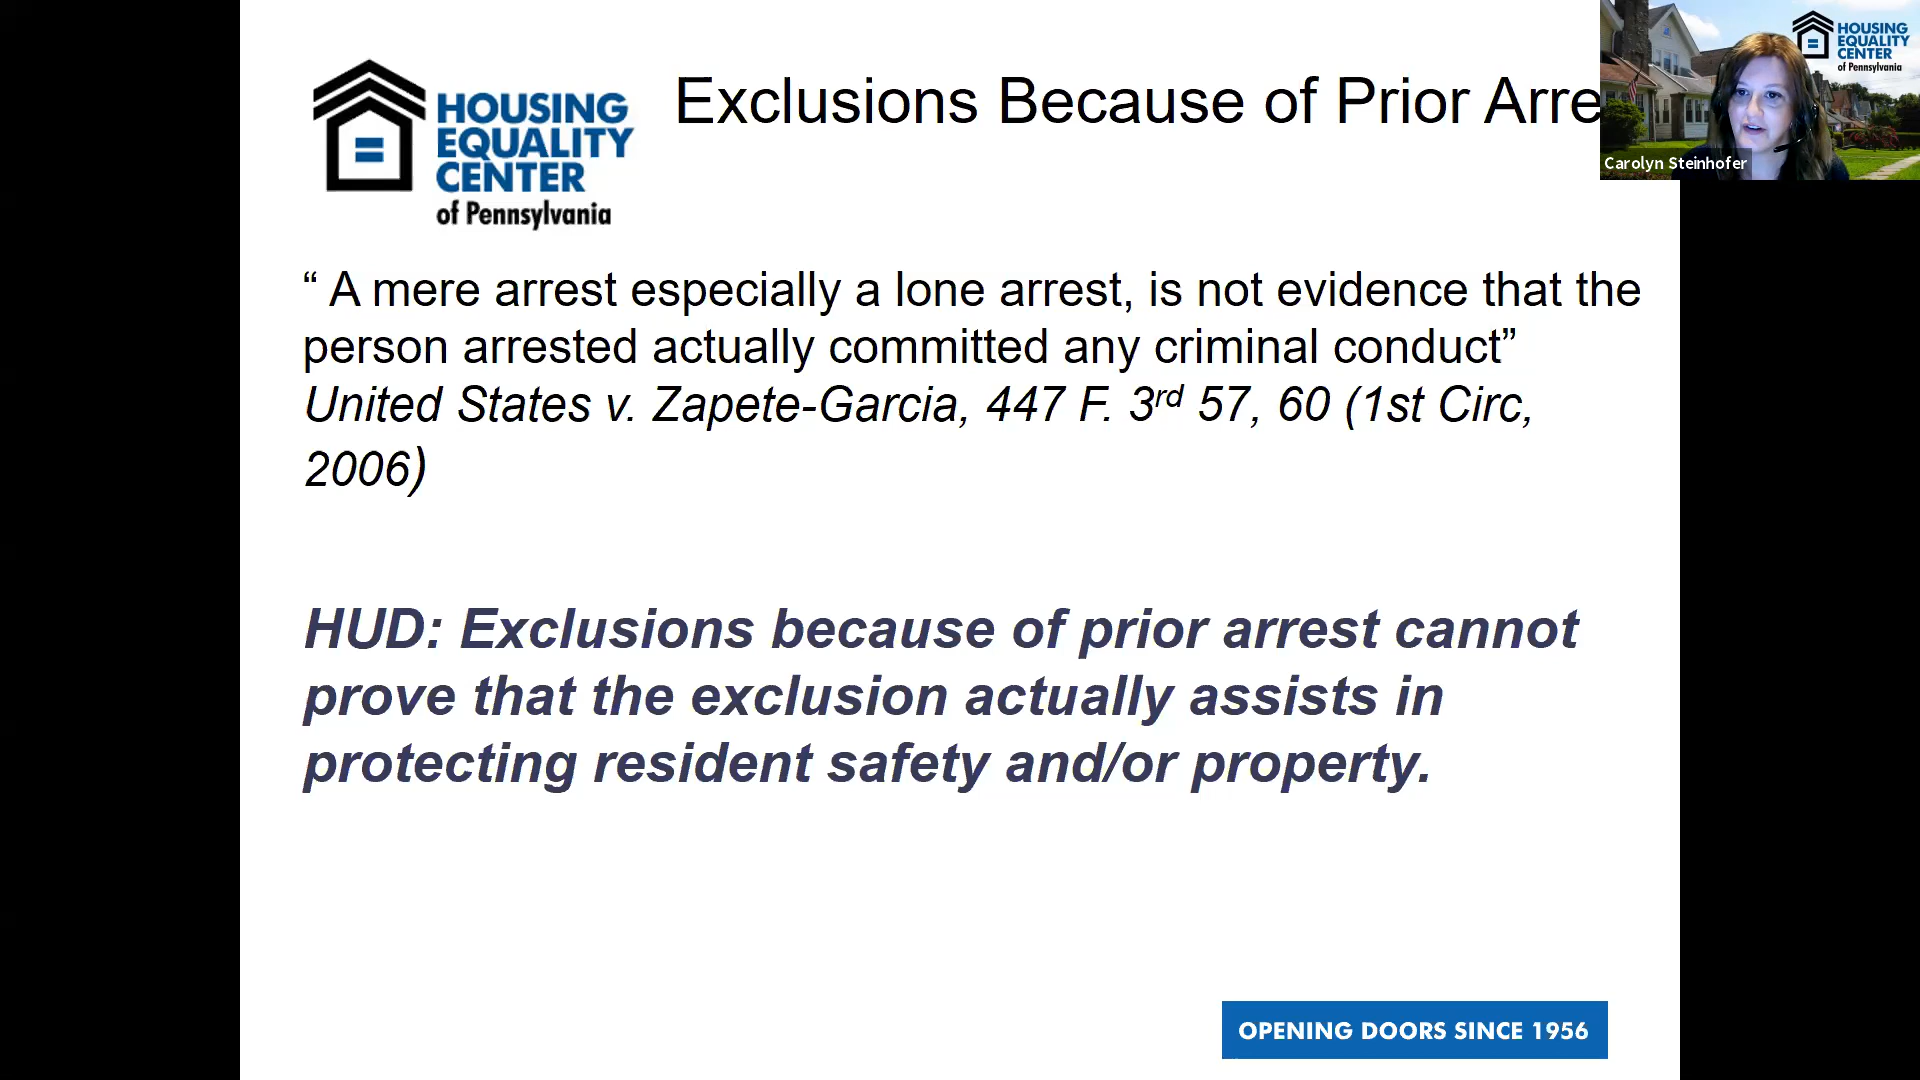 HOUSING
EQUALITY
CENTER
of Pennsylvania
Exclusions Because of Prior Arre
HOUSING
EQUALITY
CENTER
of Pennsylvania
Carolyn Steinhofer
“ A mere arrest especially a lone arrest, is not evidence that the
person arrested actually committed any criminal conduct”
United States v. Zapete-Garcia, 447 F. 3rd 57, 60 (1st Circ,
2006)
HUD: Exclusions because of prior arrest cannot
prove that the exclusion actually assists in
protecting resident safety and/or property.
OPENING DOORS SINCE 1956